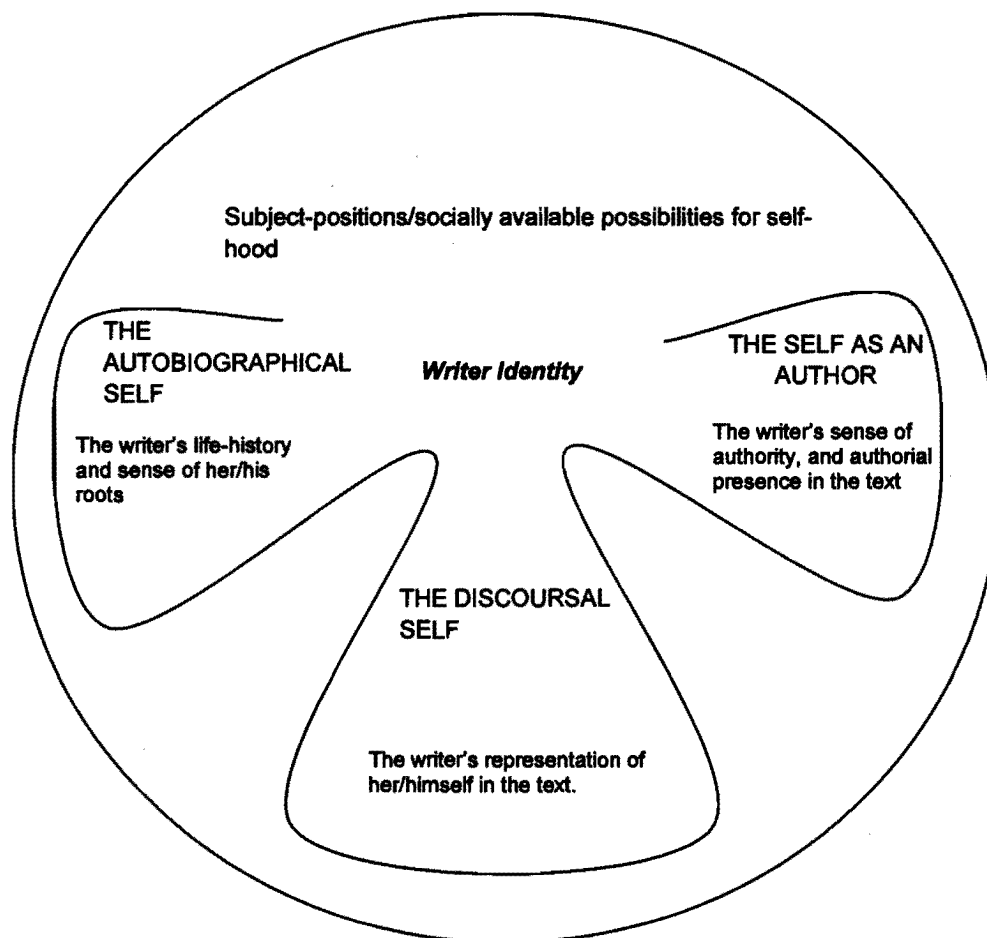 Subject-positions/socially available possibilities for self-
hood
THE
AUTOBIOGRAPHICAL
SELF
The writer's life-history
and sense of her/his
roots
Writer Identity
THE SELF AS AN
AUTHOR
The writer's sense of
authority, and authorial
presence in the text
THE DISCOURSAL
SELF
The writer's representation of
her/himself in the text.